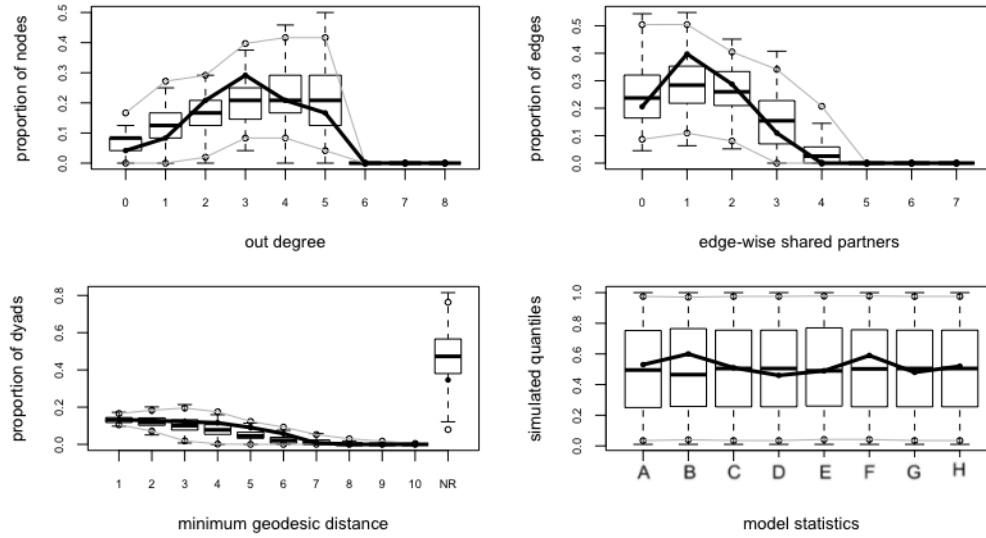 proportion of nodes
0.0 0.1 0.2 0.3 0.4 0.5
0 1 2 3 4 5 6 7 8
out degree
proportion of edges
0.0 0.1 0.2 0.3 0.4 0.5
0 1 2 3 4 5 6 7
edge-wise shared partners
proportion of dyads
0.0 0.2 0.4 0.6 0.8
1 2 3 4 5 6 7 8 9 10 NR
minimum geodesic distance
simulated quantiles
0.0 0.2 0.4 0.6 0.8 1.0
A B C D E F G H
model statistics